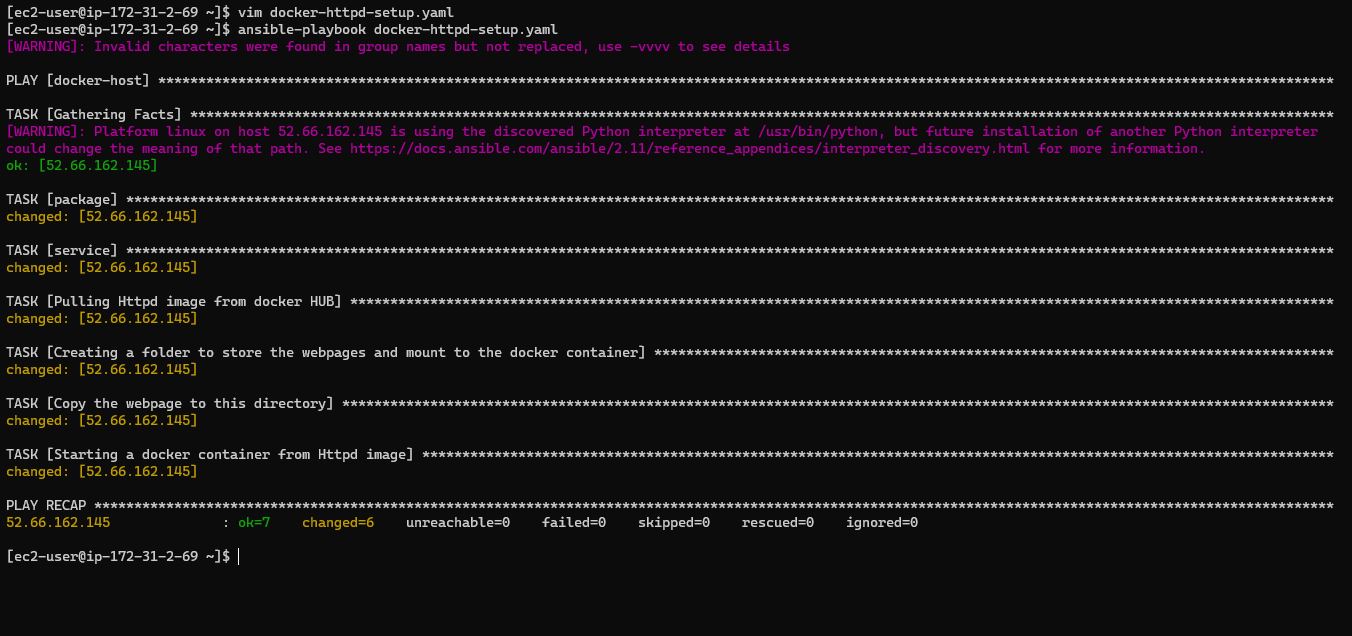 [ec2-user@ip-172-31-2-69 ~]$ vim docker-httpd-setup.yaml
[ec2-user@ip-172-31-2-69 ~]$ ansible-playbook docker-httpd-setup.yaml
[WARNING]: Invalid characters were found in group names but not replaced, use -vvvv to see details
PLAY [docker-host] ***************************************************************************************************************************************************
TASK [Gathering Facts] ***********************************************************************************************************************************************
[WARNING]: Platform linux on host 52.66.162.145 is using the discovered Python interpreter at /usr/bin/python, but future installation of another Python interpreter
could change the meaning of that path. See https://docs.ansible.com/ansible/2.11/reference_appendices/interpreter_discovery.html for more information.
ok: [52.66.162.145]
TASK [package] *******************************************************************************************************************************************************
changed: [52.66.162.145]
TASK [service] *******************************************************************************************************************************************************
changed: [52.66.162.145]
TASK [Pulling Httpd image from docker HUB] ***************************************************************************************************************************
changed: [52.66.162.145]
TASK [Creating a folder to store the webpages and mount to the docker container] *************************************************************************************
changed: [52.66.162.145]
TASK [Copy the webpage to this directory] ****************************************************************************************************************************
changed: [52.66.162.145]
TASK [Starting a docker container from Httpd image] ******************************************************************************************************************
changed: [52.66.162.145]
PLAY RECAP ***********************************************************************************************************************************************************
52.66.162.145              : ok=7    changed=6    unreachable=0    failed=0    skipped=0    rescued=0    ignored=0
[ec2-user@ip-172-31-2-69 ~]$